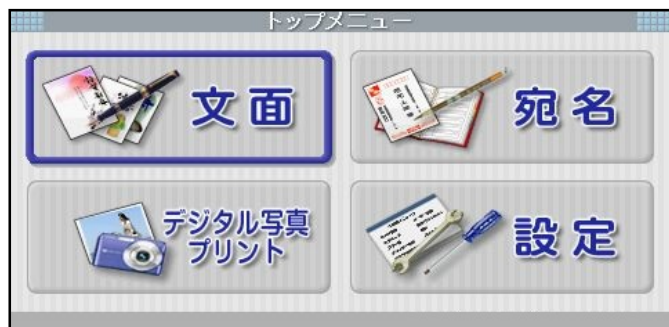 トップメニュー
文面
宛名
デジタル写真
プリント
設定